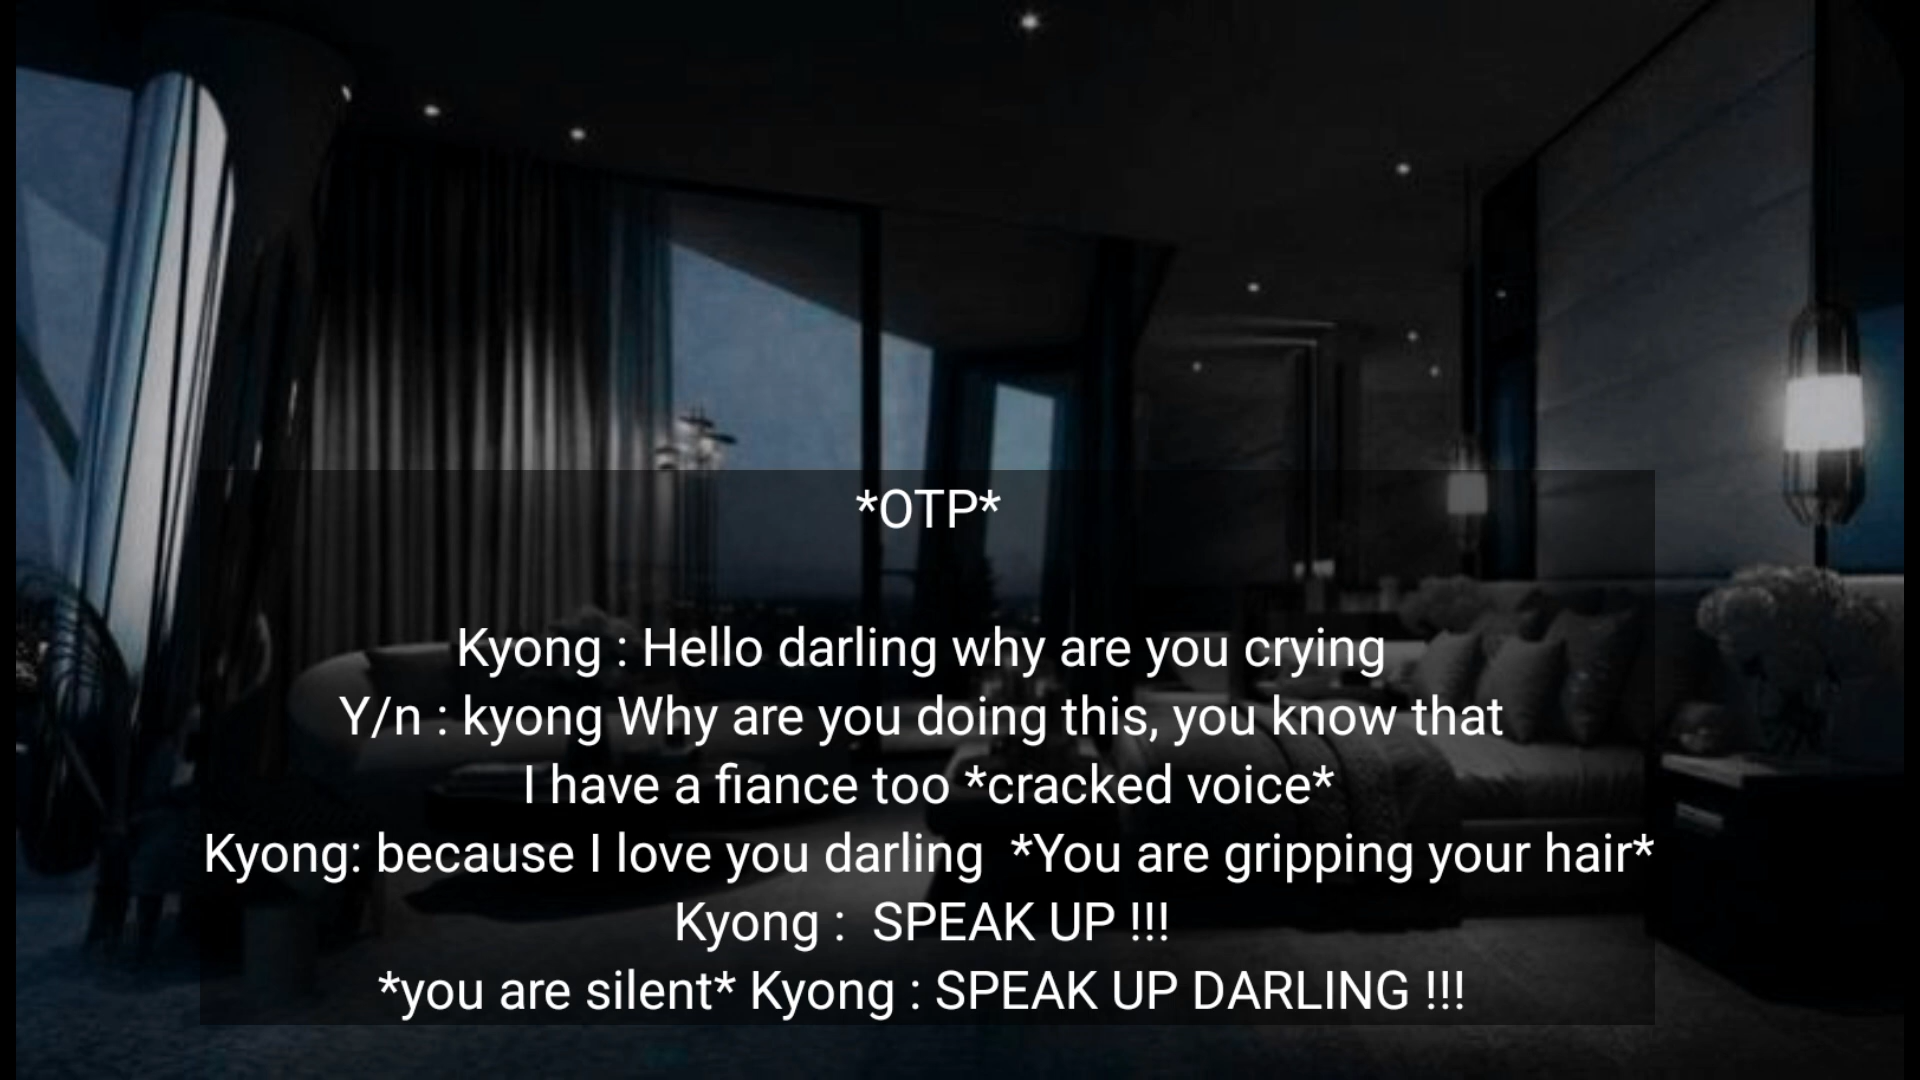 *OTP*
Kyong : Hello darling why are you crying
Y/n : kyong Why are you doing this, you know that
I have a fiance too *cracked voice*
Kyong: because I love you darling  *You are gripping your hair*
Kyong :  SPEAK UP !!!
*you are silent* Kyong : SPEAK UP DARLING !!!